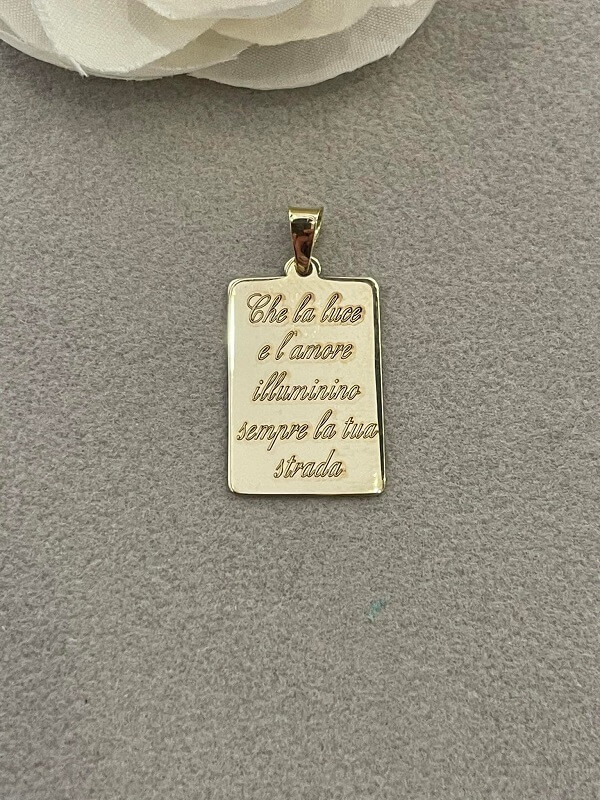 Che la luce
e l'amore
illuminino
sempre la tua
strada